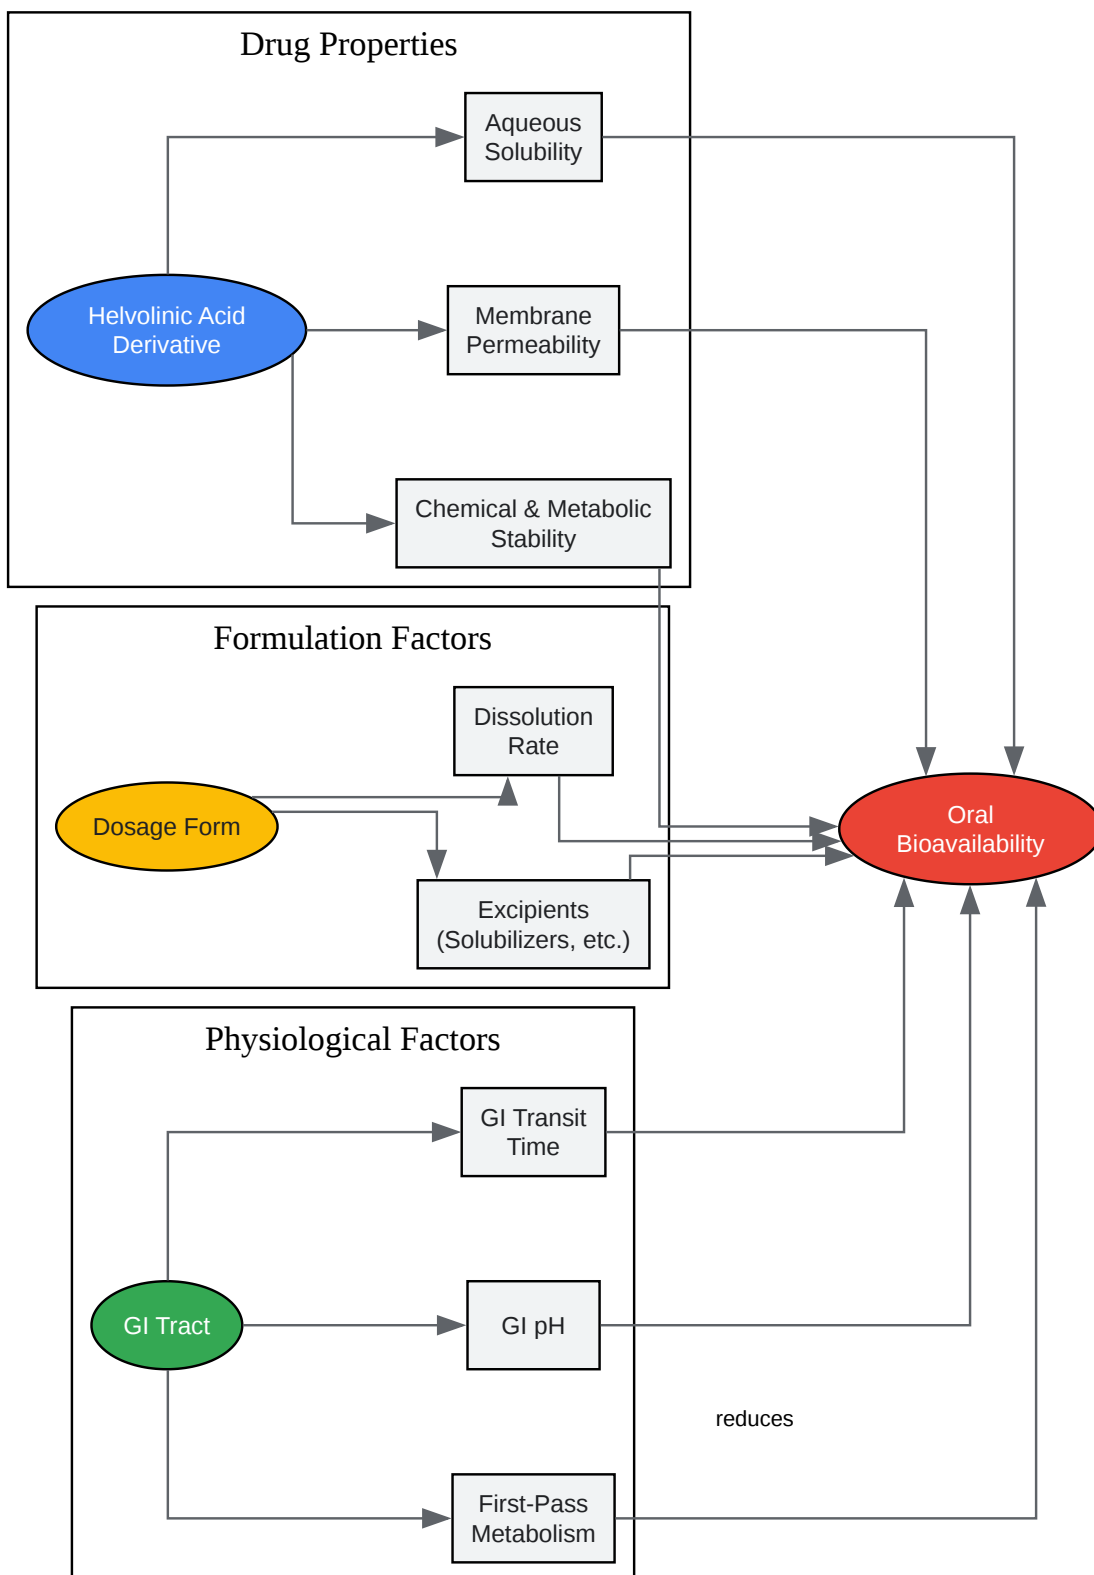 Drug Properties
Aqueous
Solubility
Helvolinic Acid
Derivative
Membrane
Permeability
Chemical & Metabolic
Stability
Formulation Factors
Dissolution
Rate
Dosage Form
Excipients
(Solubilizers, etc.)
Oral
Bioavailability
Physiological Factors
GI Transit
Time
GI Tract
GI pH
reduces
First-Pass
Metabolism